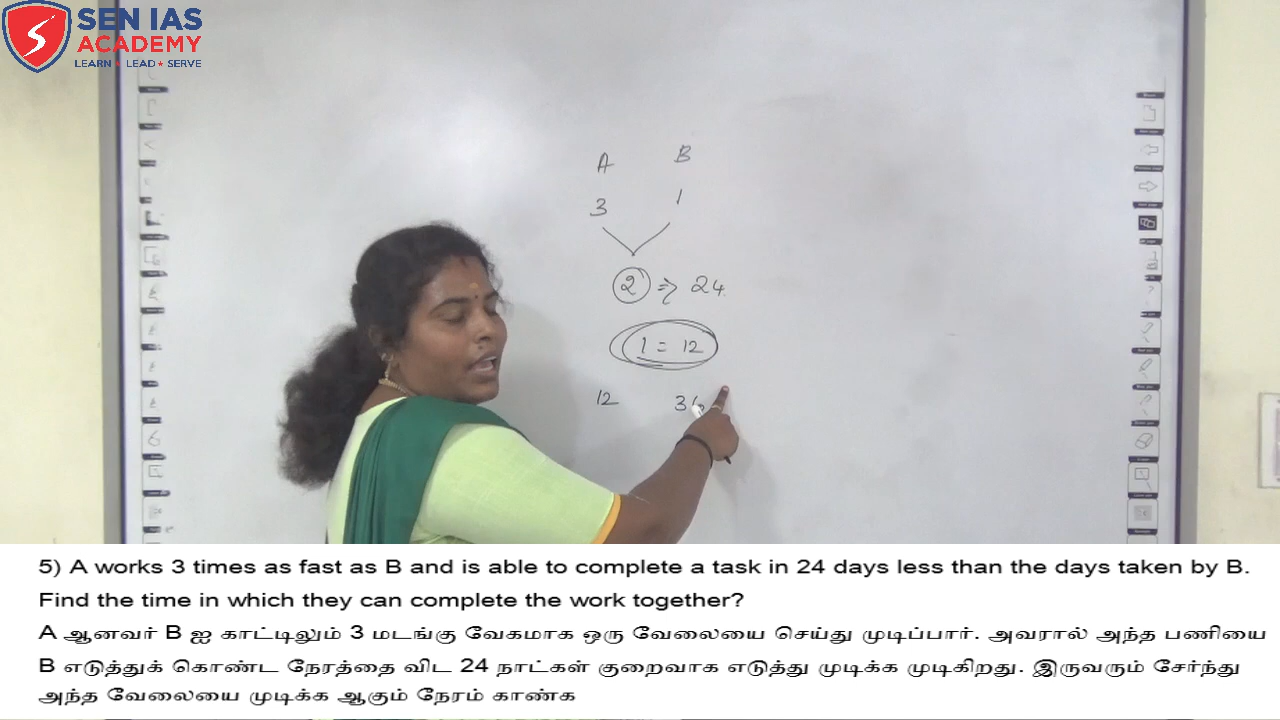 SEN IAS
ACADEMY
LEARN ★ LEAD ★ SERVE
A B
3 1
2 ⇒ 24
1 = 12
12 36
5) A works 3 times as fast as B and is able to complete a task in 24 days less than the days taken by B.
Find the time in which they can complete the work together?
A ஆனவர் B ஐ காட்டிலும் 3 மடங்கு வேகமாக ஒரு வேலையை செய்து முடிப்பார். அவரால் அந்த பணியை
B எடுத்துக் கொண்ட நேரத்தை விட 24 நாட்கள் குறைவாக எடுத்து முடிக்க முடிகிறது. இருவரும் சேர்ந்து
அந்த வேலையை முடிக்க ஆகும் நேரம் காண்க